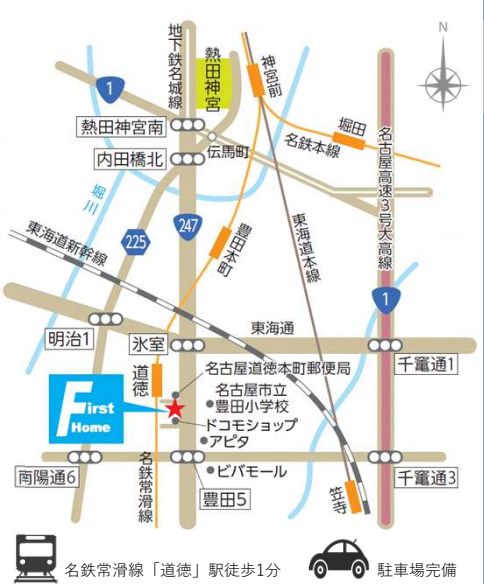 N
地下鉄名城線
熱田神宮
神宮前
1
熱田神宮南
伝馬町
堀田
名鉄本線
内田橋北
名古屋高速3号大高線
堀川
247
225
豊田本町
東海道本線
東海道新幹線
1
明治1
氷室
東海通
千竈通1
道徳
名古屋道徳本町郵便局
名古屋市立
豊田小学校
First
Home
ドコモショップ
アピタ
南陽通6
名鉄常滑線
ビバモール
豊田5
笠寺
千竈通3
名鉄常滑線「道徳」駅徒歩1分
駐車場完備